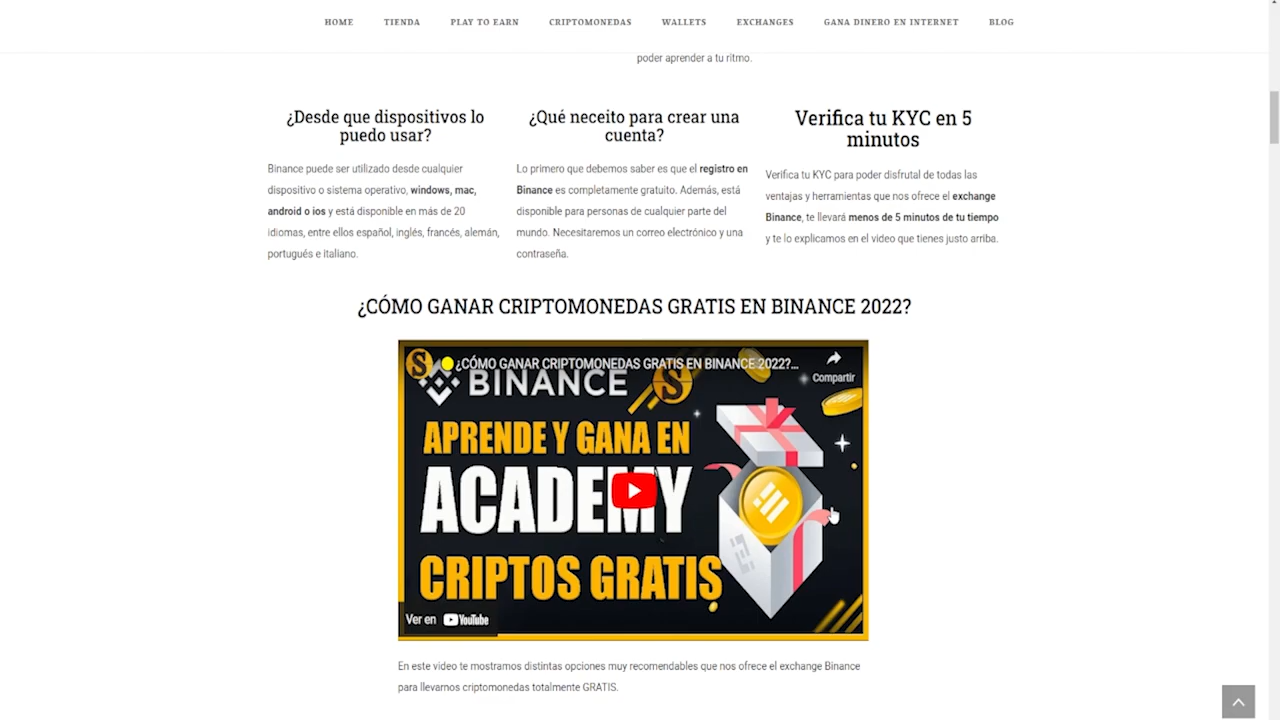 HOME TIENDA PLAY TO EARN CRIPTOMONEDAS WALLETS EXCHANGES GANA DINERO EN INTERNET BLOG
poder aprender a tu ritmo.
¿Desde que dispositivos lo
puedo usar?
Binance puede ser utilizado desde cualquier
dispositivo o sistema operativo, windows, mac,
android o ios y está disponible en más de 20
idiomas, entre ellos español, inglés, francés, alemán,
portugués e italiano.
¿Qué neceito para crear una
cuenta?
Lo primero que debemos saber es que el registro en
Binance es completamente gratuito. Además, está
disponible para personas de cualquier parte del
mundo. Necesitaremos un correo electrónico y una
contraseña.
Verifica tu KYC en 5
minutos
Verifica tu KYC para poder disfrutal de todas las
ventajas y herramientas que nos ofrece el exchange
Binance, te llevará menos de 5 minutos de tu tiempo
y te lo explicamos en el video que tienes justo arriba.
¿CÓMO GANAR CRIPTOMONEDAS GRATIS EN BINANCE 2022?
¿CÓMO GANAR CRIPTOMONEDAS GRATIS EN BINANCE 2022?...
Compartir
BINANCE
APRENDE Y GANA EN
ACADEMY
CRIPTOS GRATIS
Ver en YouTube
En este video te mostramos distintas opciones muy recomendables que nos ofrece el exchange Binance
para llevarnos criptomonedas totalmente GRATIS.